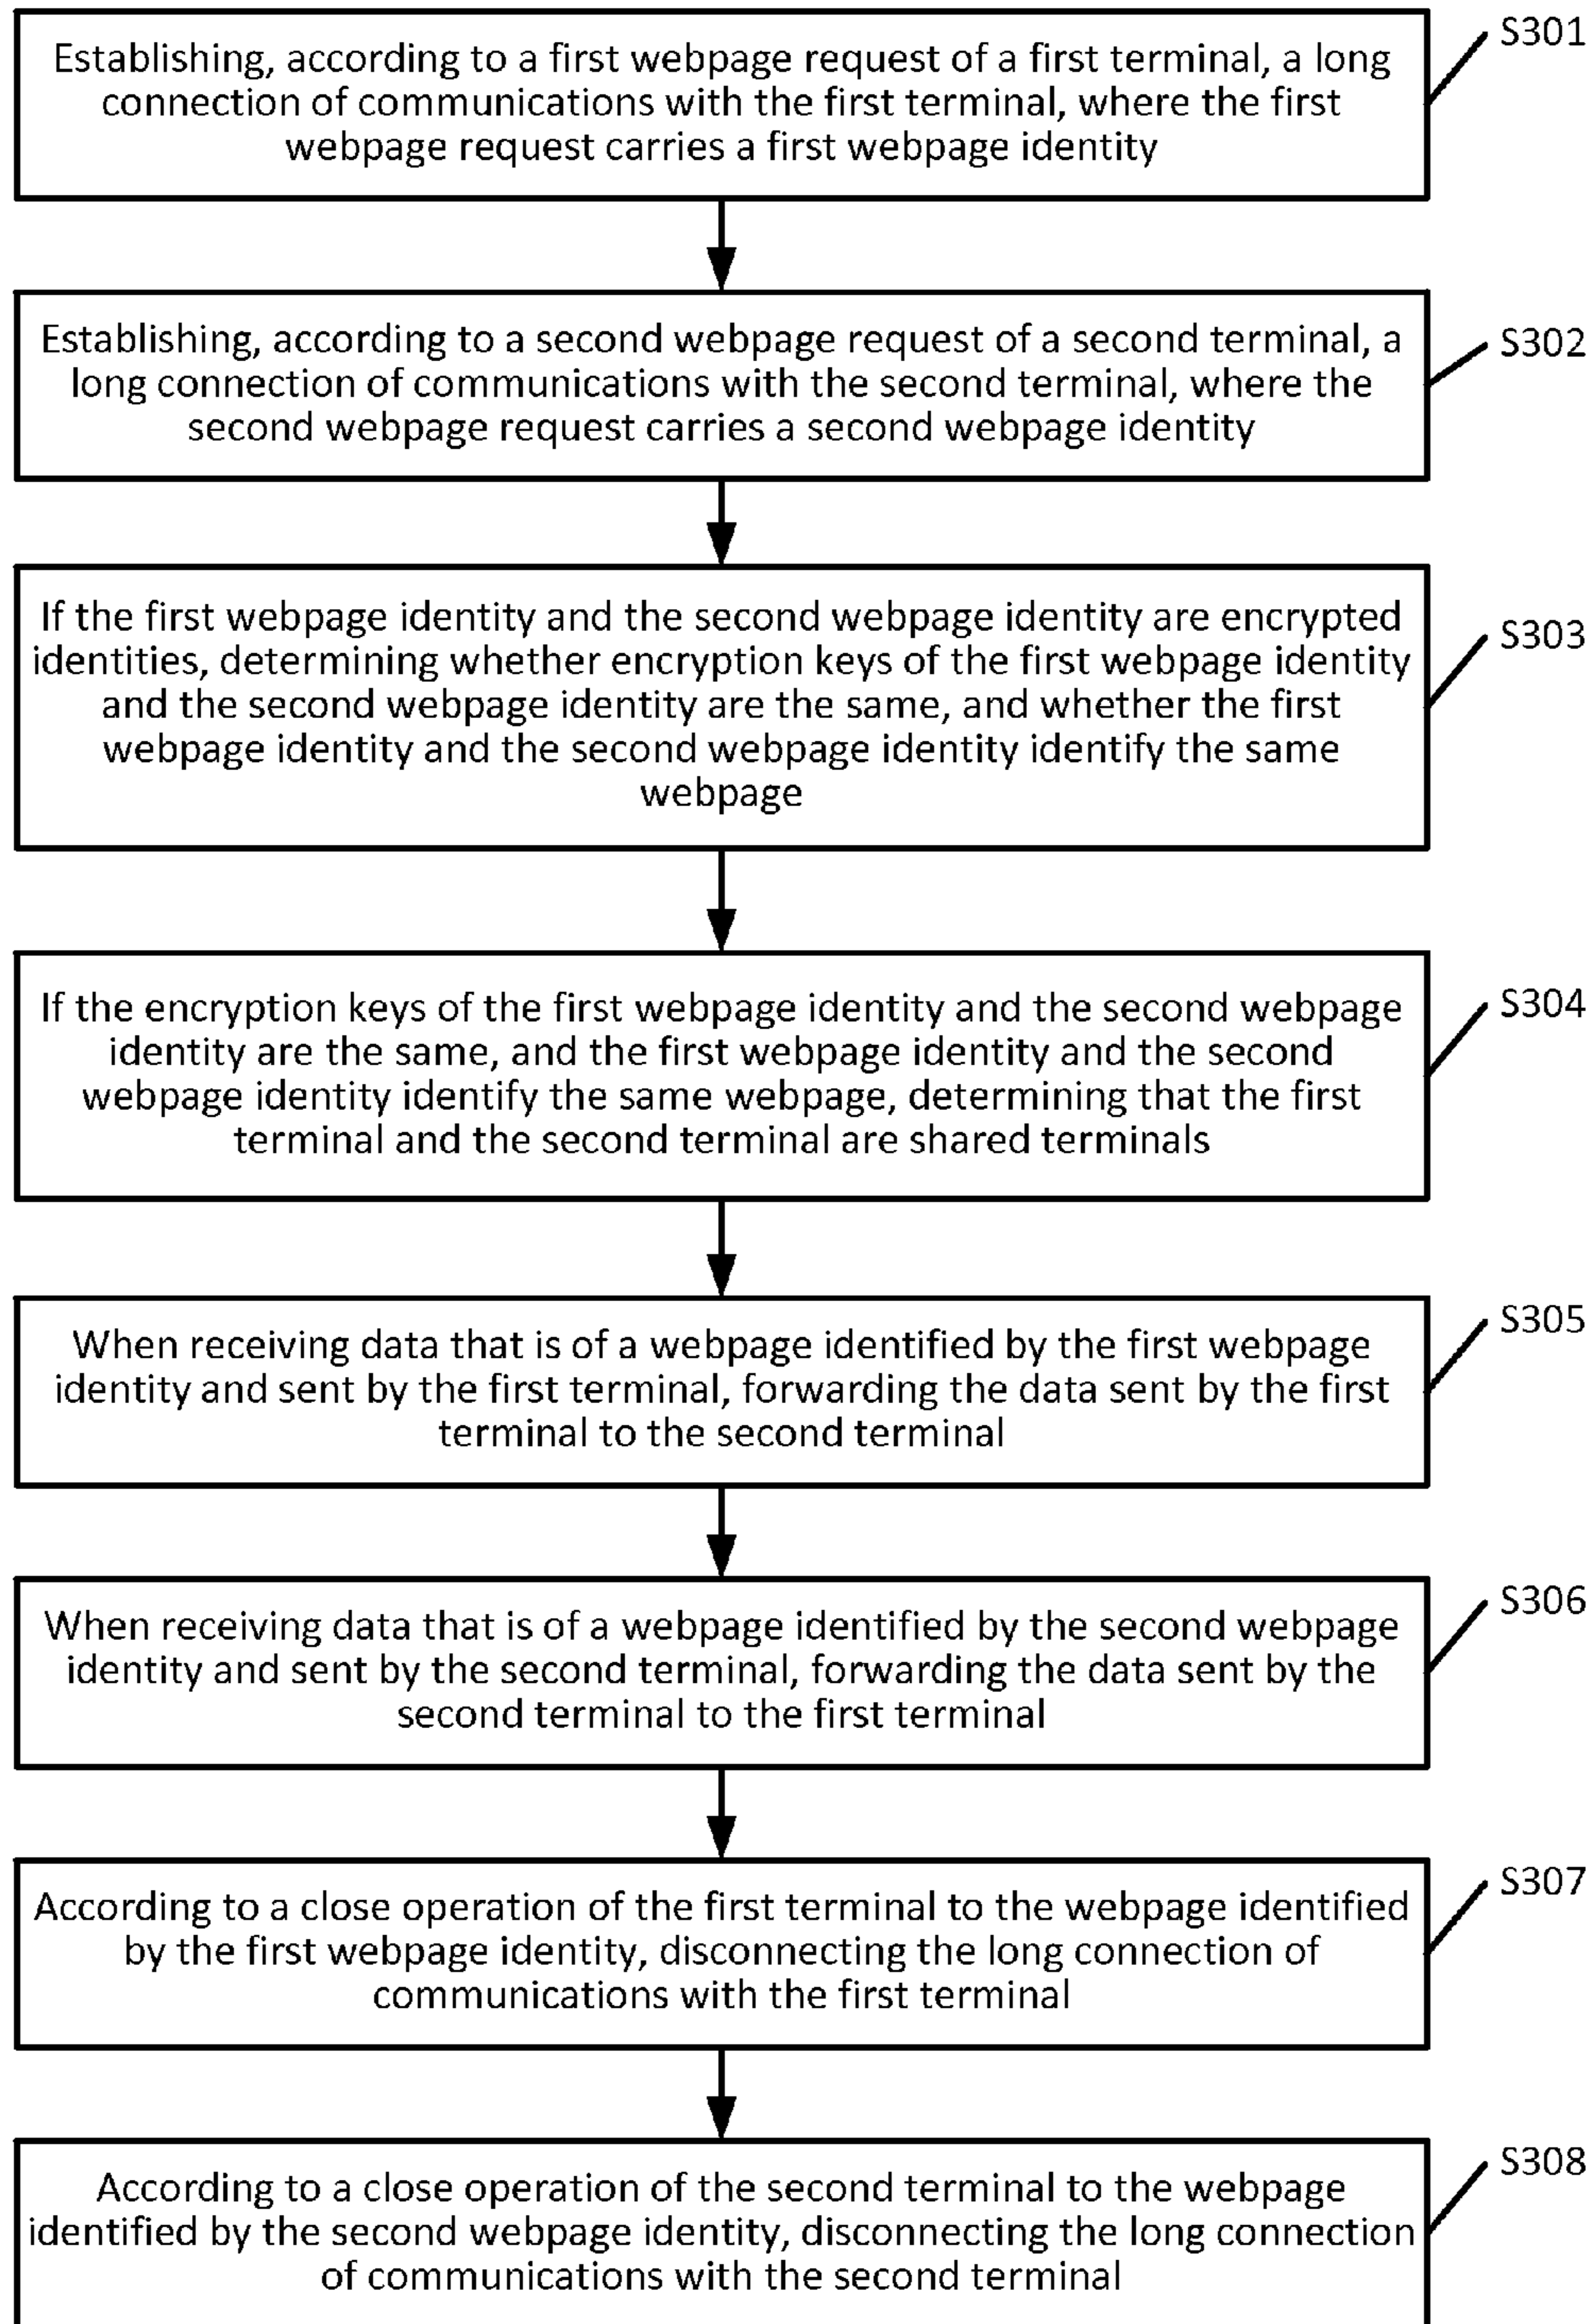 Establishing, according to a first webpage request of a first terminal, a long
connection of communications with the first terminal, where the first
webpage request carries a first webpage identity
S301
Establishing, according to a second webpage request of a second terminal, a
long connection of communications with the second terminal, where the
second webpage request carries a second webpage identity
S302
If the first webpage identity and the second webpage identity are encrypted
identities, determining whether encryption keys of the first webpage identity
and the second webpage identity are the same, and whether the first
webpage identity and the second webpage identity identify the same
webpage
S303
If the encryption keys of the first webpage identity and the second webpage
identity are the same, and the first webpage identity and the second
webpage identity identify the same webpage, determining that the first
terminal and the second terminal are shared terminals
S304
When receiving data that is of a webpage identified by the first webpage
identity and sent by the first terminal, forwarding the data sent by the first
terminal to the second terminal
S305
When receiving data that is of a webpage identified by the second webpage
identity and sent by the second terminal, forwarding the data sent by the
second terminal to the first terminal
S306
According to a close operation of the first terminal to the webpage identified
by the first webpage identity, disconnecting the long connection of
communications with the first terminal
S307
According to a close operation of the second terminal to the webpage
identified by the second webpage identity, disconnecting the long connection
of communications with the second terminal
S308